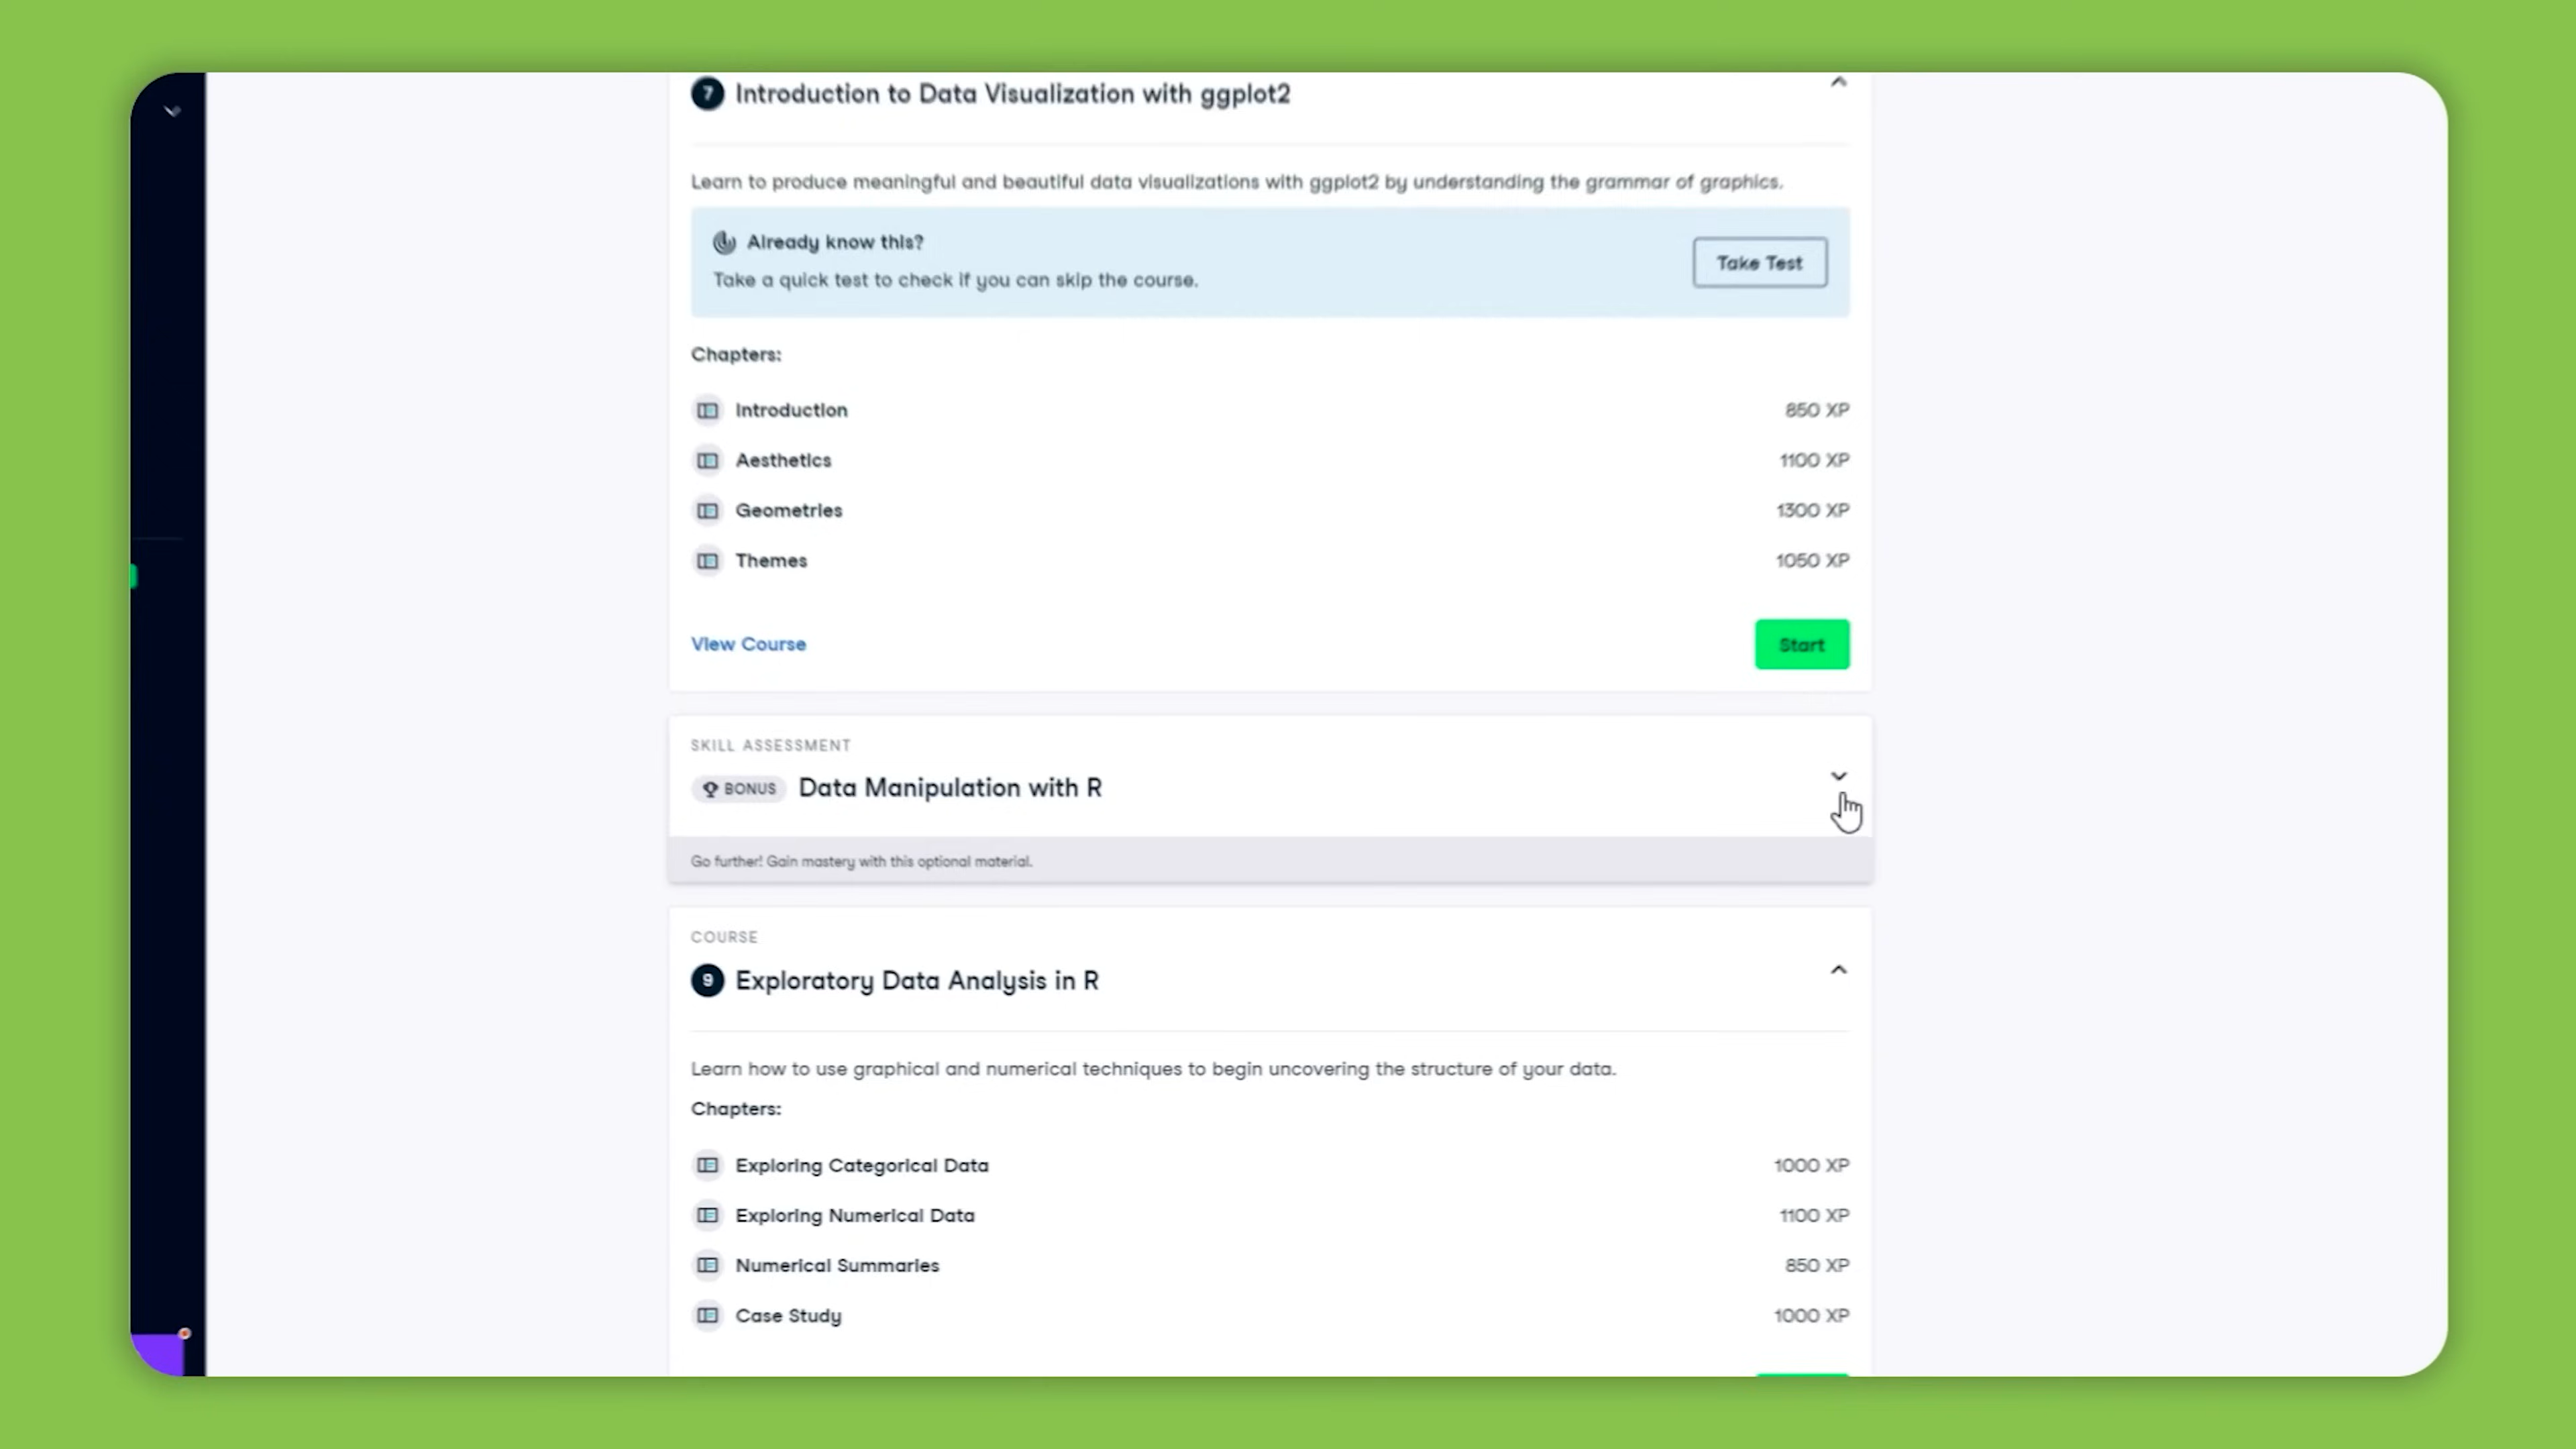 7 Introduction to Data Visualization with ggplot2
Learn to produce meaningful and beautiful data visualizations with ggplot2 by understanding the grammar of graphics.
Already know this?
Take a quick test to check if you can skip the course.
Take Test
Chapters:
Introduction 850 XP
Aesthetics 1100 XP
Geometries 1300 XP
Themes 1050 XP
View Course
Start
SKILL ASSESSMENT
BONUS Data Manipulation with R
Go further! Gain mastery with this optional material.
COURSE
9 Exploratory Data Analysis in R
Learn how to use graphical and numerical techniques to begin uncovering the structure of your data.
Chapters:
Exploring Categorical Data 1000 XP
Exploring Numerical Data 1100 XP
Numerical Summaries 850 XP
Case Study 1000 XP